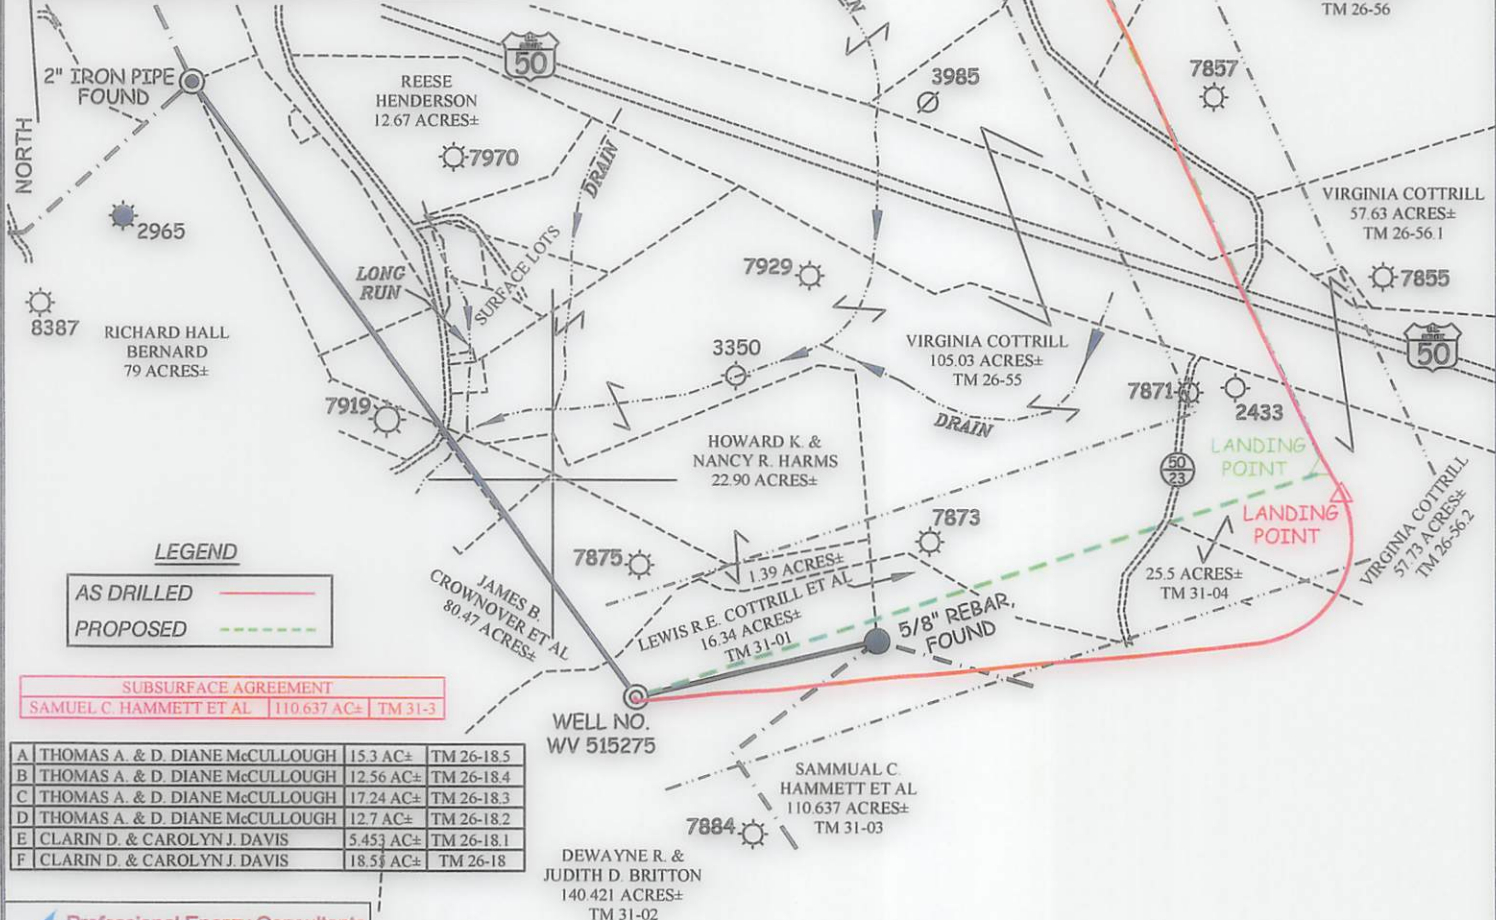 TM 26-56
50
2" IRON PIPE
FOUND
REESE
HENDERSON
12.67 ACRES±
3985
7857
NORTH
7970
DRAIN
VIRGINIA COTTRILL
57.63 ACRES±
TM 26-56.1
2965
SURFACE LOTS
LONG
RUN
7929
7855
8387
RICHARD HALL
BERNARD
79 ACRES±
3350
VIRGINIA COTTRILL
105.03 ACRES±
TM 26-55
50
7919
7871
2433
DRAIN
HOWARD K. &
NANCY R. HARMS
22.90 ACRES±
LANDING
POINT
50
23
LANDING
POINT
VIRGINIA COTTRILL
57.73 ACRES±
TM 26-56.2
7873
7875
1.39 ACRES±
25.5 ACRES±
TM 31-04
LEGEND
AS DRILLED
PROPOSED
JAMES B.
CROWNOVER ET AL
80.47 ACRES±
LEWIS R.E. COTTRILL ET AL
16.34 ACRES±
TM 31-01
5/8" REBAR,
FOUND
SUBSURFACE AGREEMENT
SAMUEL C. HAMMETT ET AL 110.637 AC± TM 31-3
WELL NO.
WV 515275
A THOMAS A. & D. DIANE McCULLOUGH 15.3 AC± TM 26-18.5
B THOMAS A. & D. DIANE McCULLOUGH 12.56 AC± TM 26-18.4
C THOMAS A. & D. DIANE McCULLOUGH 17.24 AC± TM 26-18.3
D THOMAS A. & D. DIANE McCULLOUGH 12.7 AC± TM 26-18.2
E CLARIN D. & CAROLYN J. DAVIS 5.453 AC± TM 26-18.1
F CLARIN D. & CAROLYN J. DAVIS 18.55 AC± TM 26-18
SAMMUAL C.
HAMMETT ET AL
110.637 ACRES±
TM 31-03
7884
DEWAYNE R. &
JUDITH D. BRITTON
140.421 ACRES±
TM 31-02
Professional Energy Consultants